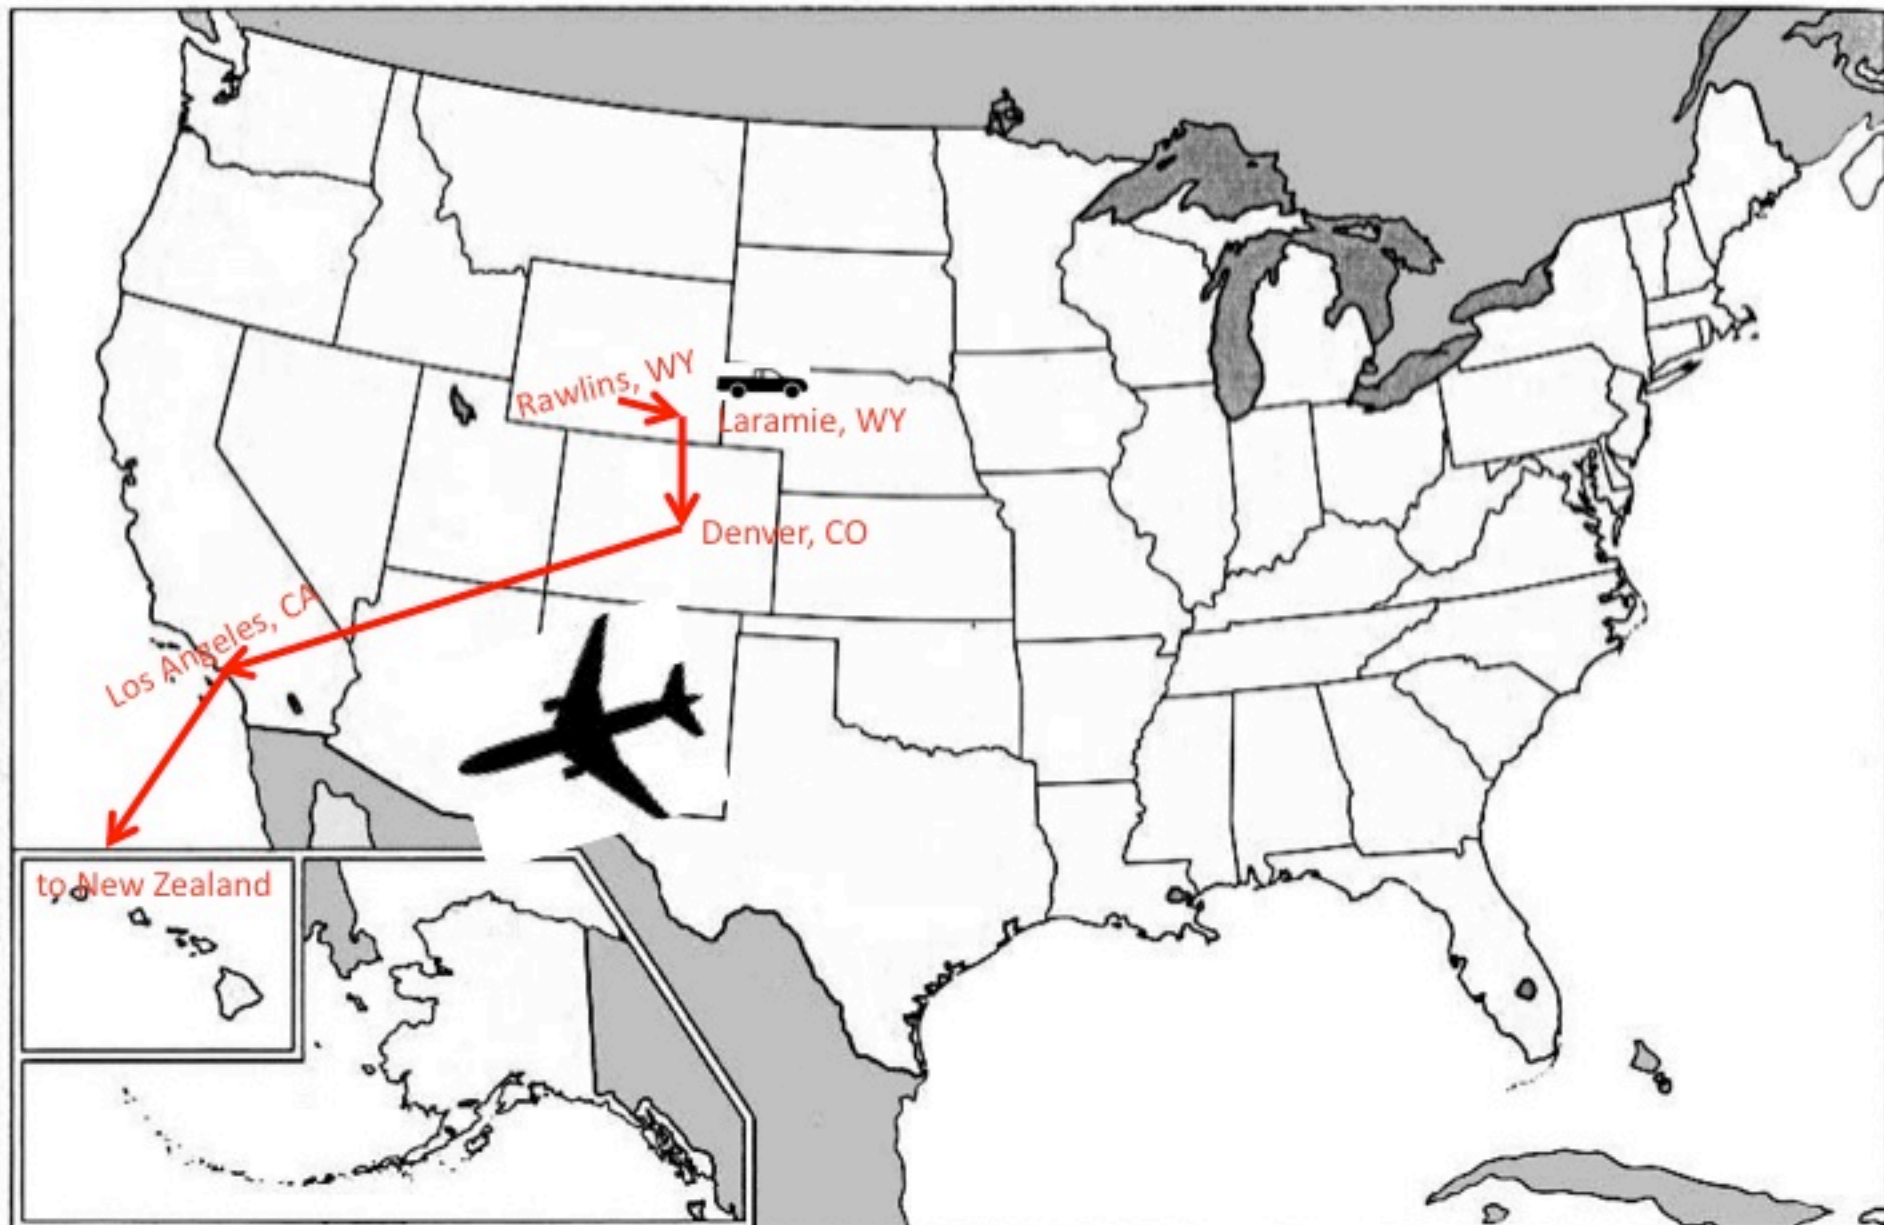 Rawlins, WY
Laramie, WY
Denver, CO
Los Angeles, CA
to New Zealand